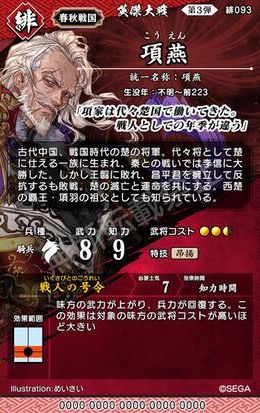 緋
春秋戦国
英傑大戦
第3弾
緋093
こう えん
項燕
統一名称：項燕
生没年：不明～前223
「項家は代々楚国で働いてきた。
戦人としての年季が違う」
古代中国、戦国時代の楚の将軍。代々将として楚
に仕える一族に生まれ、秦との戦いでは李信に大
勝した。しかし王翦に敗れ、昌平君を擁立して反
抗するも敗戦。楚の滅亡と運命を共にする。西楚
の覇王・項羽の祖父としても知られている。
兵種 武力 知力 武将コスト
騎兵 8 9
特技 昂揚
いくさびとのごうれい
戦人の号令
必要士気 7
効果時間 知力時間
効果範囲
味方の武力が上がり、兵力が回復する。こ
の効果は対象の味方の武将コストが高いほ
ど大きい
Illustration:めいさい
©SEGA
0000-0000-0000-0000-0000